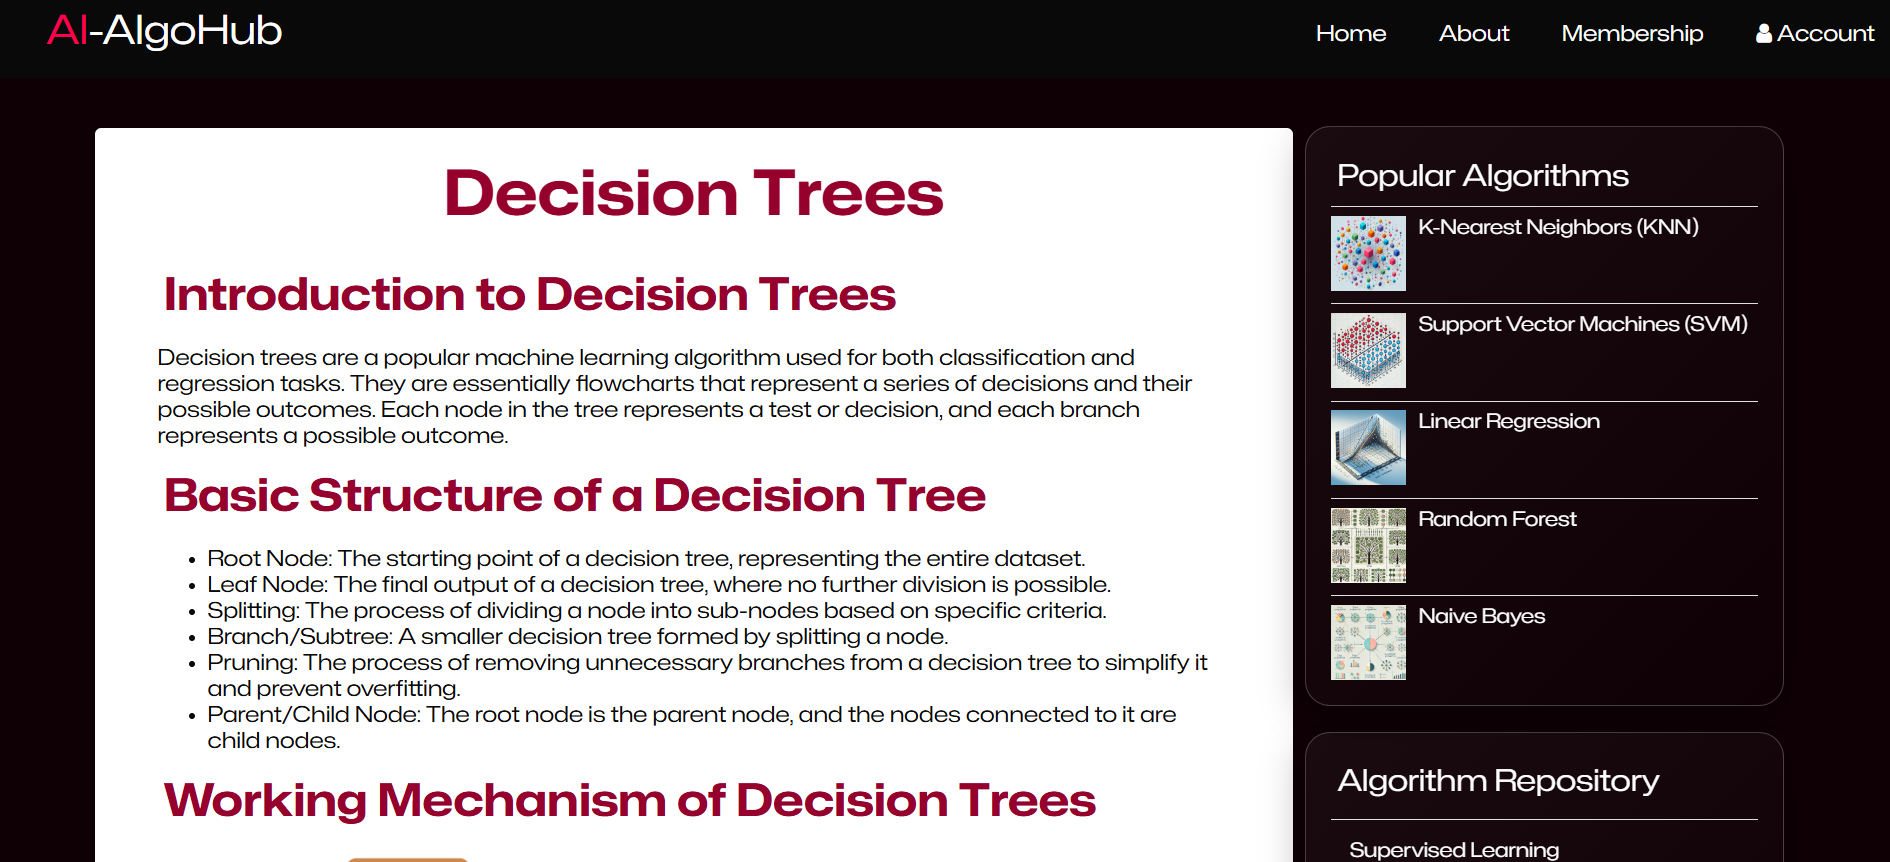 AI-AlgoHub
Home
About
Membership
Account
Decision Trees
Introduction to Decision Trees
Decision trees are a popular machine learning algorithm used for both classification and
regression tasks. They are essentially flowcharts that represent a series of decisions and their
possible outcomes. Each node in the tree represents a test or decision, and each branch
represents a possible outcome.
Basic Structure of a Decision Tree
• Root Node: The starting point of a decision tree, representing the entire dataset.
• Leaf Node: The final output of a decision tree, where no further division is possible.
• Splitting: The process of dividing a node into sub-nodes based on specific criteria.
• Branch/Subtree: A smaller decision tree formed by splitting a node.
• Pruning: The process of removing unnecessary branches from a decision tree to simplify it
and prevent overfitting.
• Parent/Child Node: The root node is the parent node, and the nodes connected to it are
child nodes.
Working Mechanism of Decision Trees
Popular Algorithms
K-Nearest Neighbors (KNN)
Support Vector Machines (SVM)
Linear Regression
Random Forest
Naive Bayes
Algorithm Repository
Supervised Learning